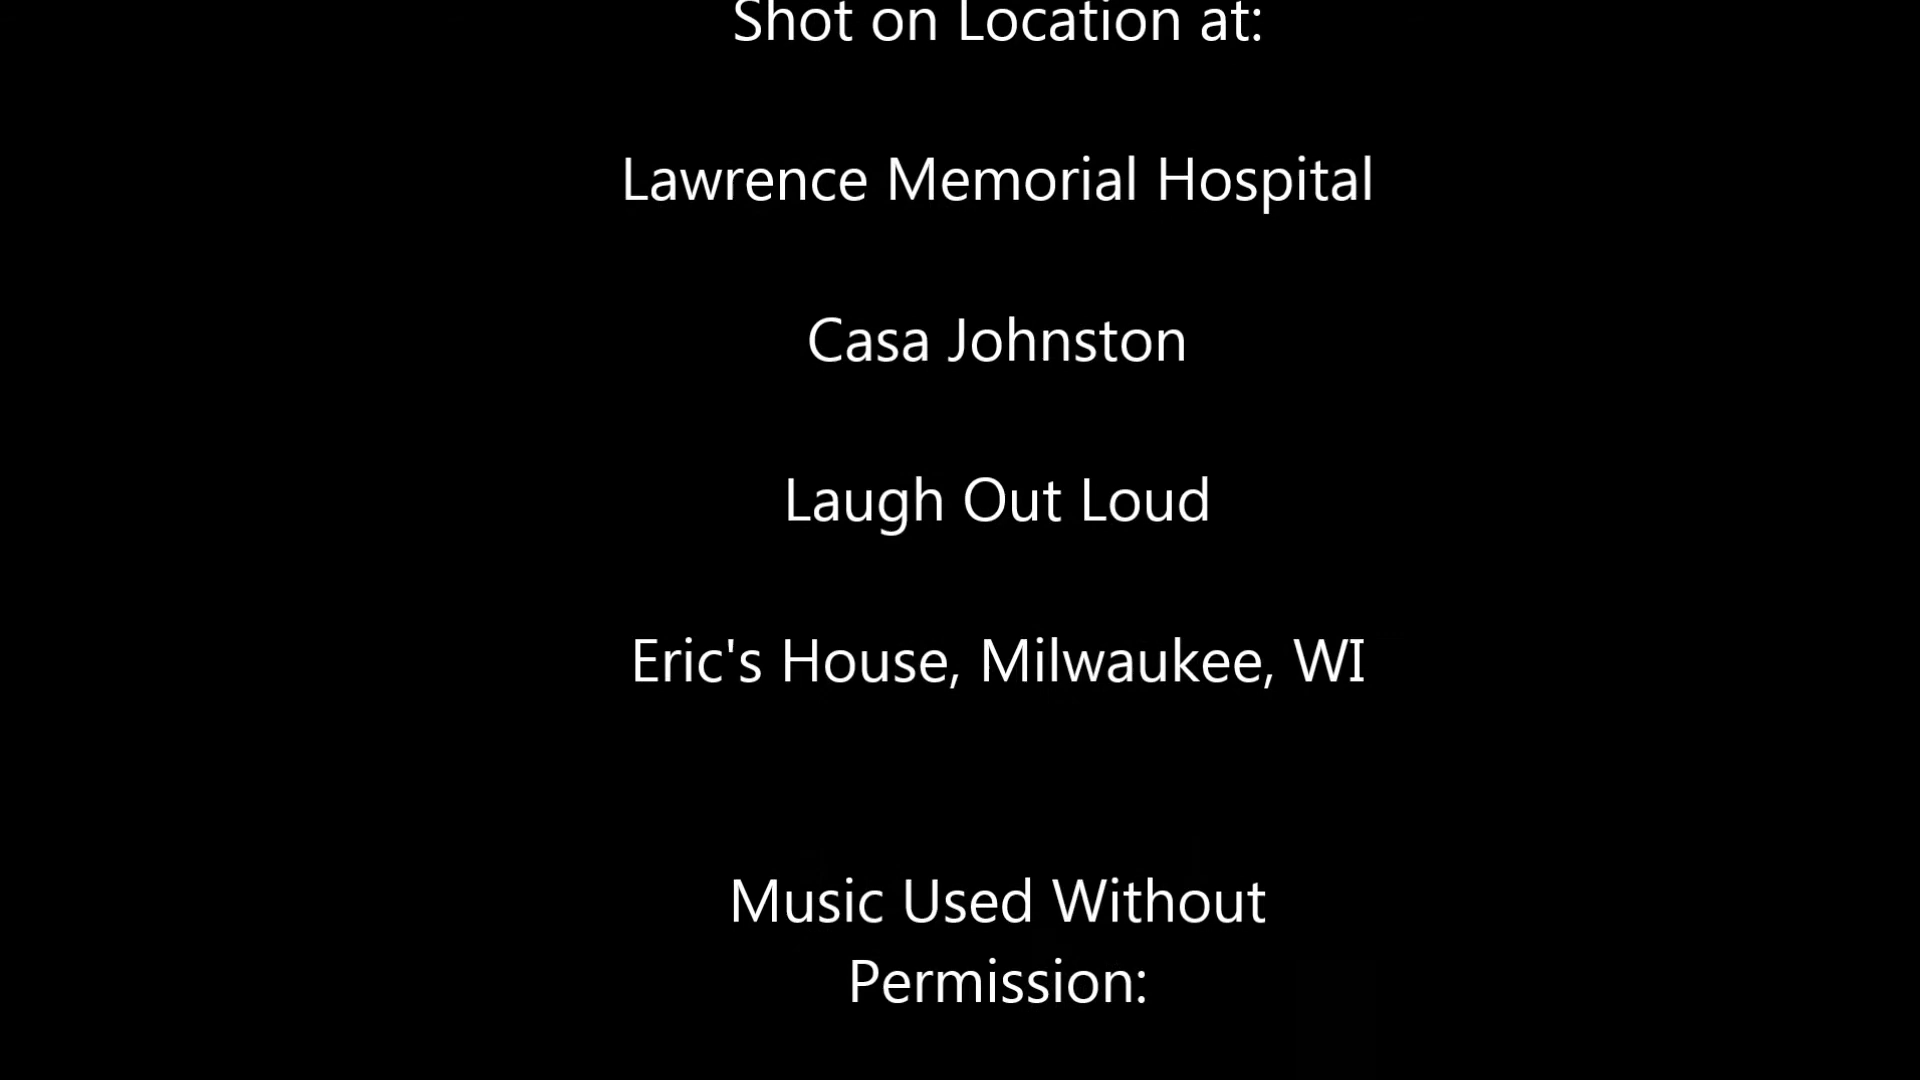 Shot on Location at:
Lawrence Memorial Hospital
Casa Johnston
Laugh Out Loud
Eric's House, Milwaukee, WI
Music Used Without
Permission: